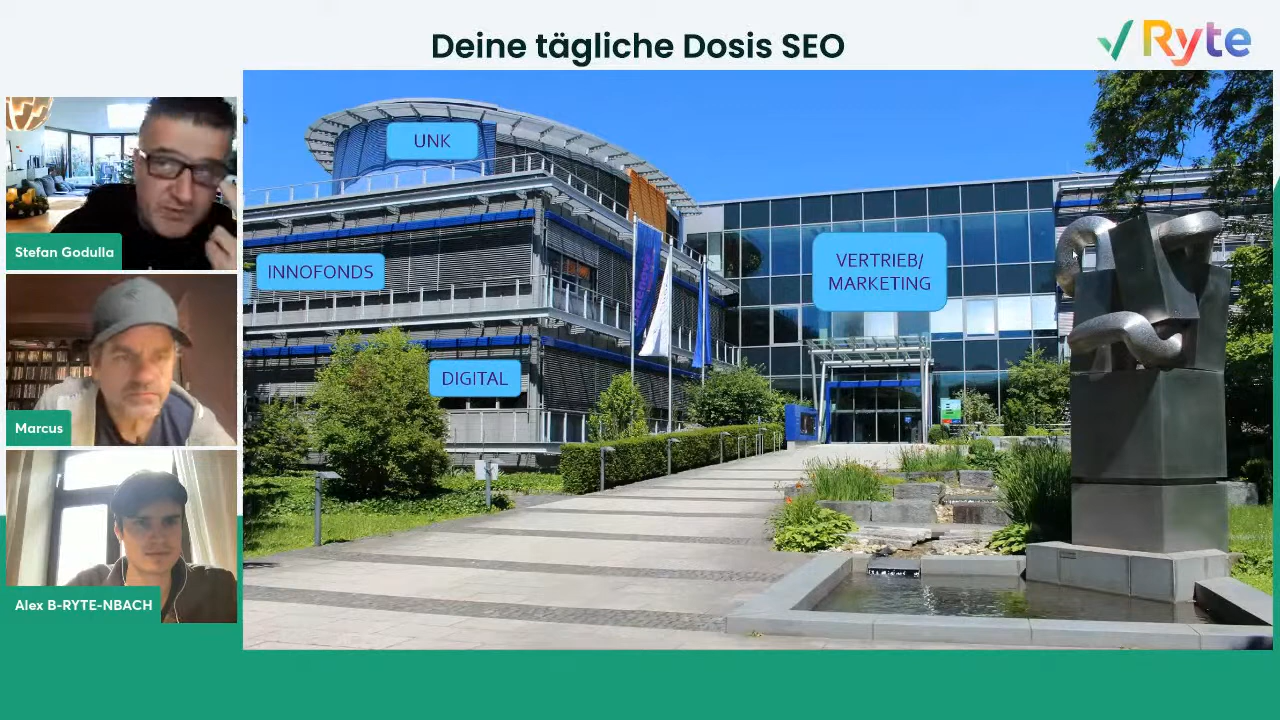 Deine tägliche Dosis SEO
Ryte
Stefan Godulla
Marcus
Alex B-RYTE-NBACH
UNK
INNOFONDS
DIGITAL
VERTRIEB/
MARKETING